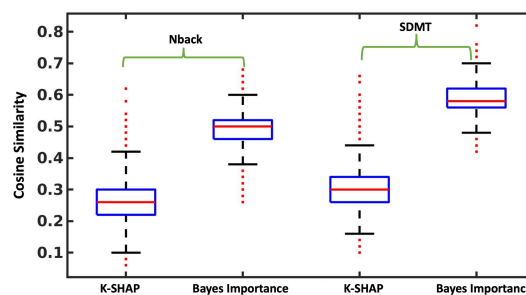 SDMT
Nback
Cosine Similarity
0.8
0.7
0.6
0.5
0.4
0.3
0.2
0.1
K-SHAP Bayes Importance K-SHAP Bayes Importance